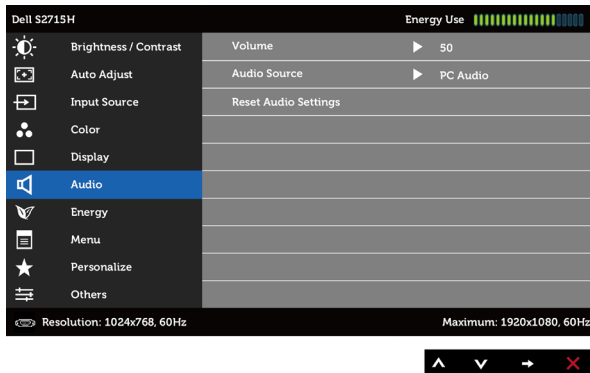 Dell S2715H Energy Use
Brightness / Contrast Volume 50
Auto Adjust Audio Source PC Audio
Input Source Reset Audio Settings
Color
Display
Audio
Energy
Menu
Personalize
Others
Resolution: 1024x768, 60Hz Maximum: 1920x1080, 60Hz